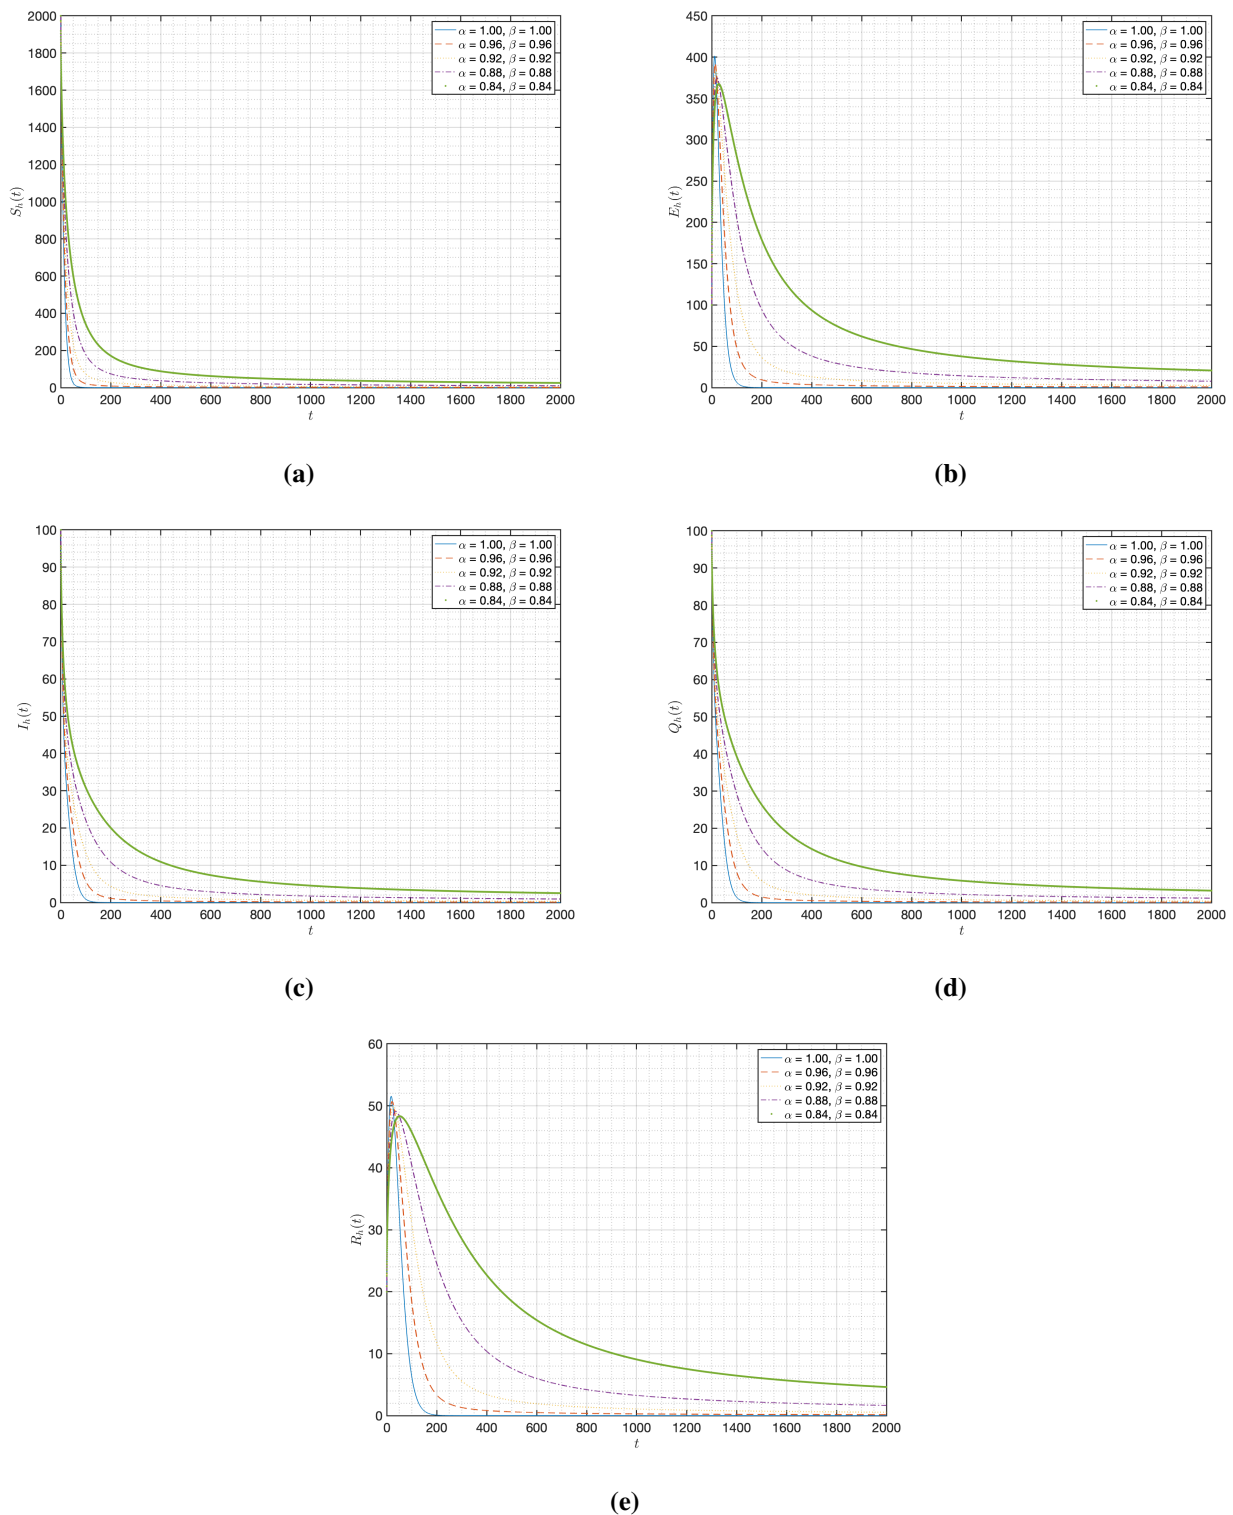 2000
1800
1600
1400
1200
1000
800
600
400
200
0
S_h(t)
0 200 400 600 800 1000 1200 1400 1600 1800 2000
t
α = 1.00, β = 1.00
α = 0.96, β = 0.96
α = 0.92, β = 0.92
α = 0.88, β = 0.88
α = 0.84, β = 0.84
(a)
450
400
350
300
250
200
150
100
50
0
E_h(t)
0 200 400 600 800 1000 1200 1400 1600 1800 2000
t
α = 1.00, β = 1.00
α = 0.96, β = 0.96
α = 0.92, β = 0.92
α = 0.88, β = 0.88
α = 0.84, β = 0.84
(b)
100
90
80
70
60
50
40
30
20
10
0
I_h(t)
0 200 400 600 800 1000 1200 1400 1600 1800 2000
t
α = 1.00, β = 1.00
α = 0.96, β = 0.96
α = 0.92, β = 0.92
α = 0.88, β = 0.88
α = 0.84, β = 0.84
(c)
100
90
80
70
60
50
40
30
20
10
0
Q_h(t)
0 200 400 600 800 1000 1200 1400 1600 1800 2000
t
α = 1.00, β = 1.00
α = 0.96, β = 0.96
α = 0.92, β = 0.92
α = 0.88, β = 0.88
α = 0.84, β = 0.84
(d)
60
50
40
30
20
10
0
R_h(t)
0 200 400 600 800 1000 1200 1400 1600 1800 2000
t
α = 1.00, β = 1.00
α = 0.96, β = 0.96
α = 0.92, β = 0.92
α = 0.88, β = 0.88
α = 0.84, β = 0.84
(e)